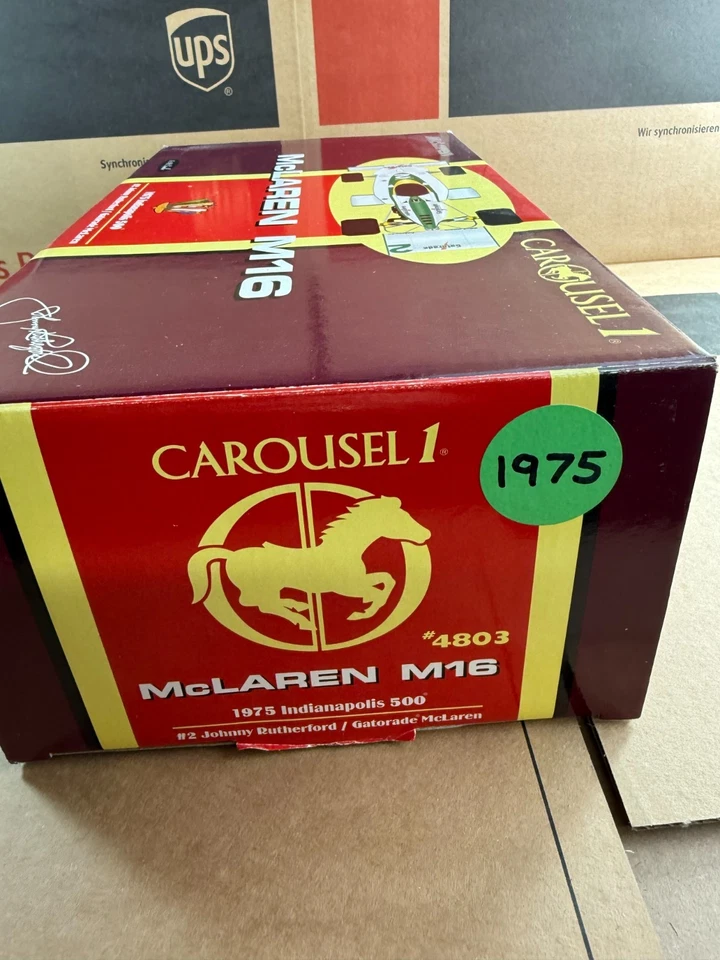 ups
®
Synchroni
Wir synchronisieren
McLAREN M16
CAROUSEL 1
®
CAROUSEL 1
®
1975
#4803
McLAREN M16
1975 Indianapolis 500
#2 Johnny Rutherford / Gatorade McLaren